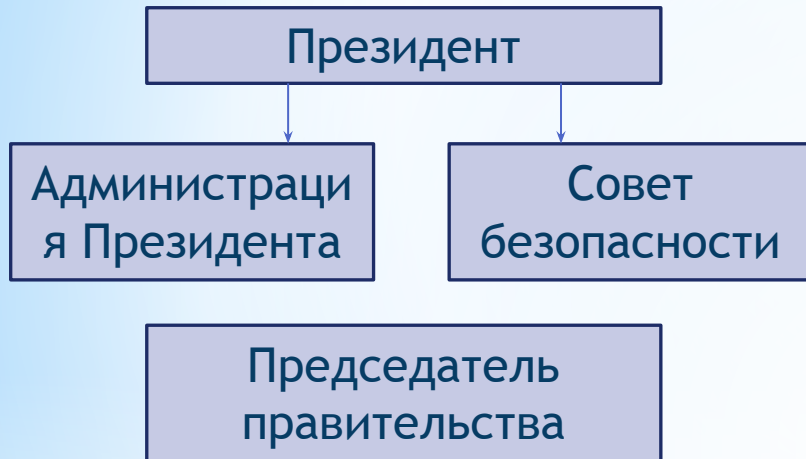 Президент
Администраци
я Президента
Совет
безопасности
Председатель
правительства